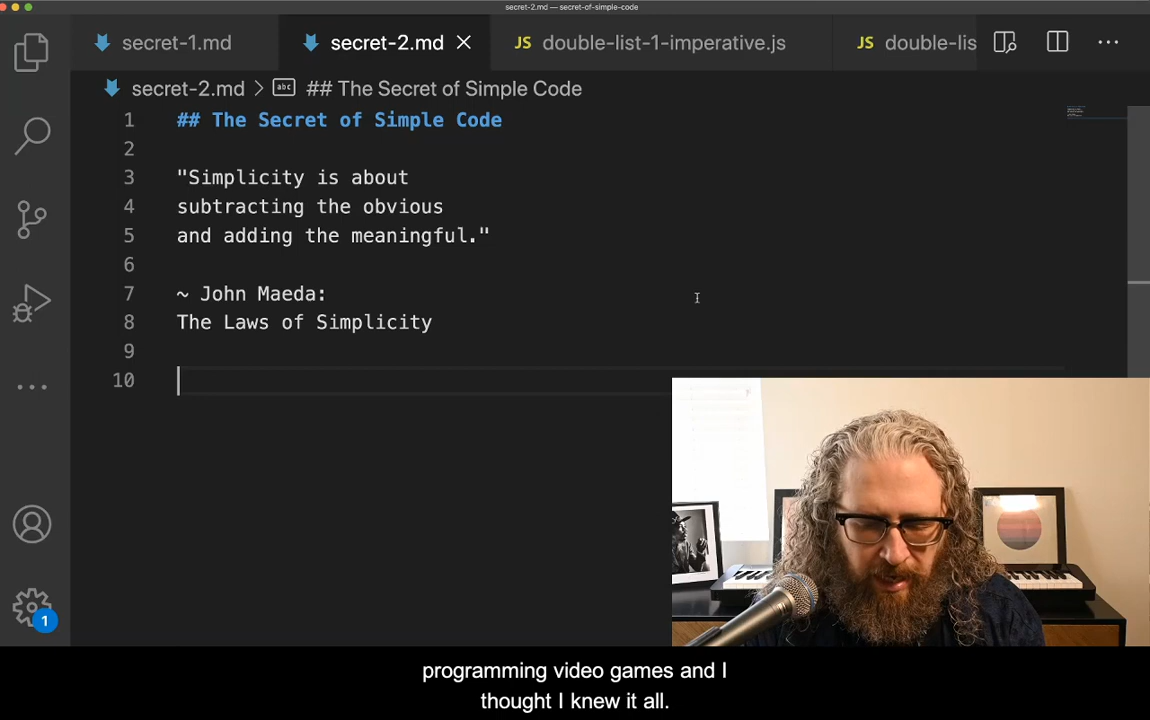 secret-2.md — secret-of-simple-code
secret-1.md
secret-2.md
JS double-list-1-imperative.js
JS double-lis
secret-2.md > abc ## The Secret of Simple Code
1 ## The Secret of Simple Code
2
3 "Simplicity is about
4 subtracting the obvious
5 and adding the meaningful."
6
7 ~ John Maeda:
8 The Laws of Simplicity
9
10
1
programming video games and I
thought I knew it all.